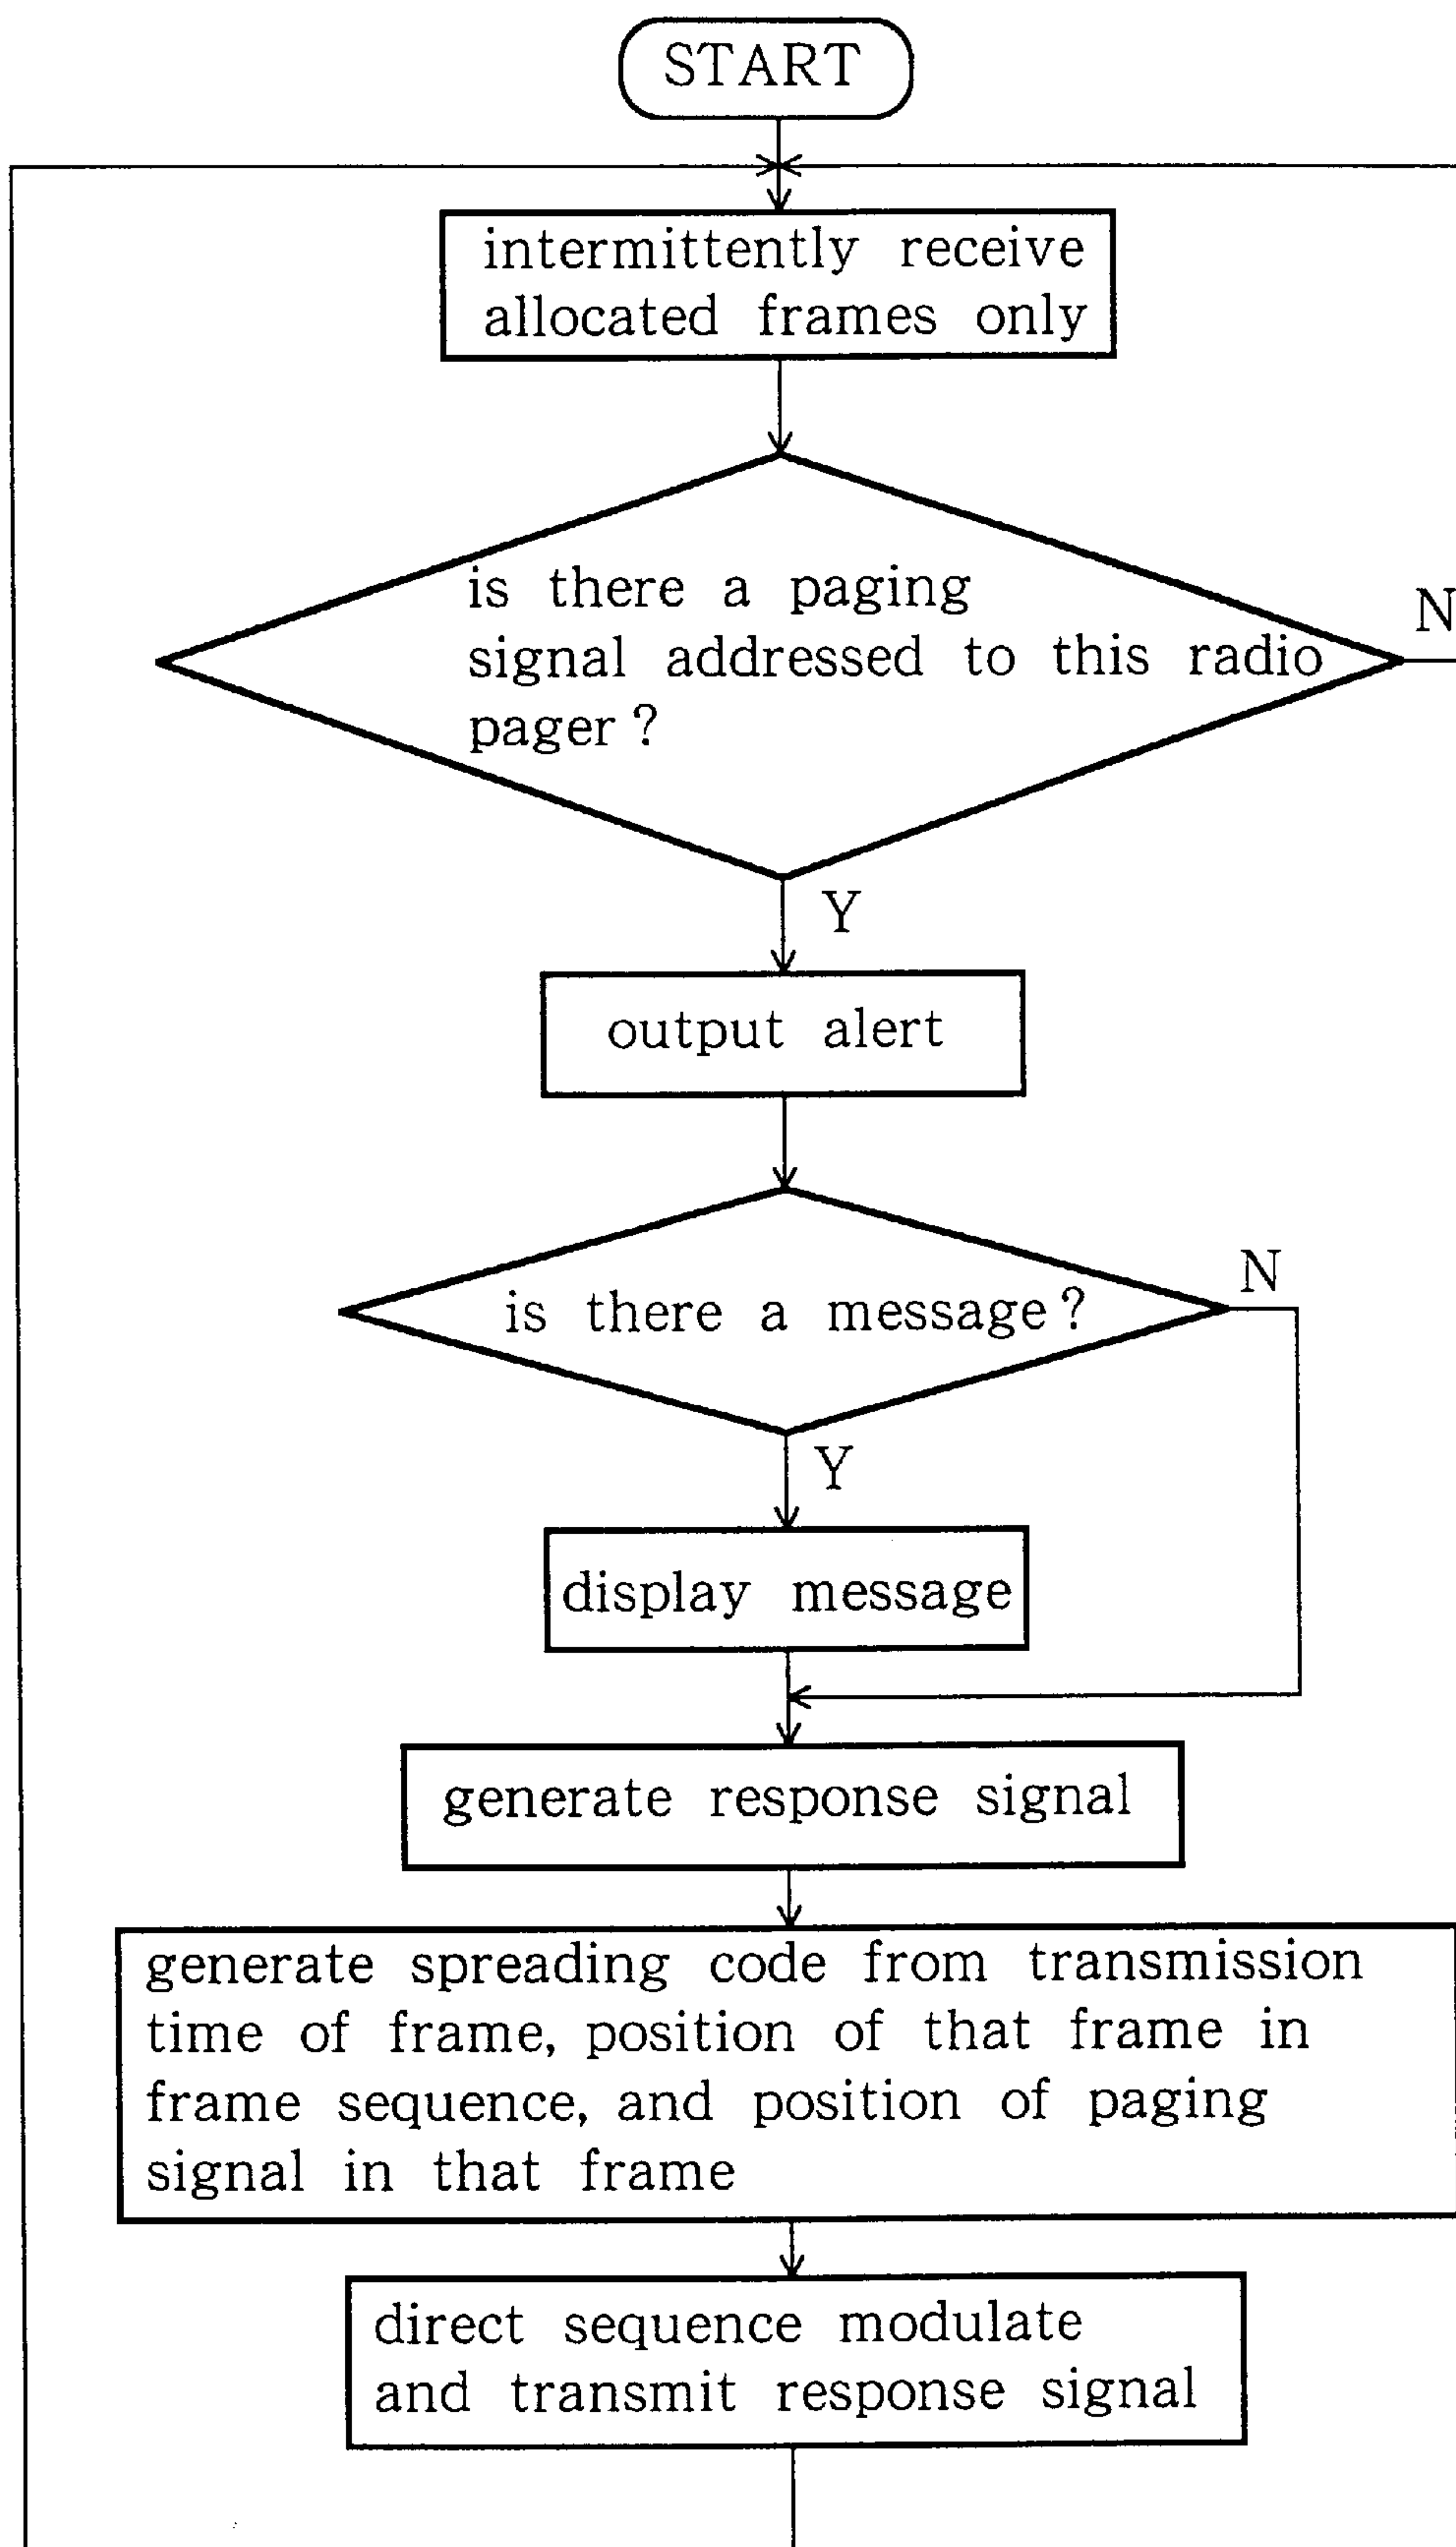 START
intermittently receive
allocated frames only
is there a paging
signal addressed to this radio
pager?
N
Y
output alert
is there a message?
N
Y
display message
generate response signal
generate spreading code from transmission
time of frame, position of that frame in
frame sequence, and position of paging
signal in that frame
direct sequence modulate
and transmit response signal